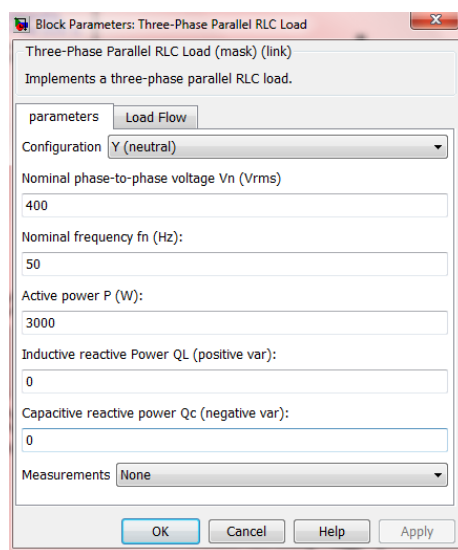 Block Parameters: Three-Phase Parallel RLC Load
Three-Phase Parallel RLC Load (mask) (link)
Implements a three-phase parallel RLC load.
parameters Load Flow
Configuration Y (neutral)
Nominal phase-to-phase voltage Vn (Vrms)
400
Nominal frequency fn (Hz):
50
Active power P (W):
3000
Inductive reactive Power QL (positive var):
0
Capacitive reactive power Qc (negative var):
0
Measurements None
OK Cancel Help Apply